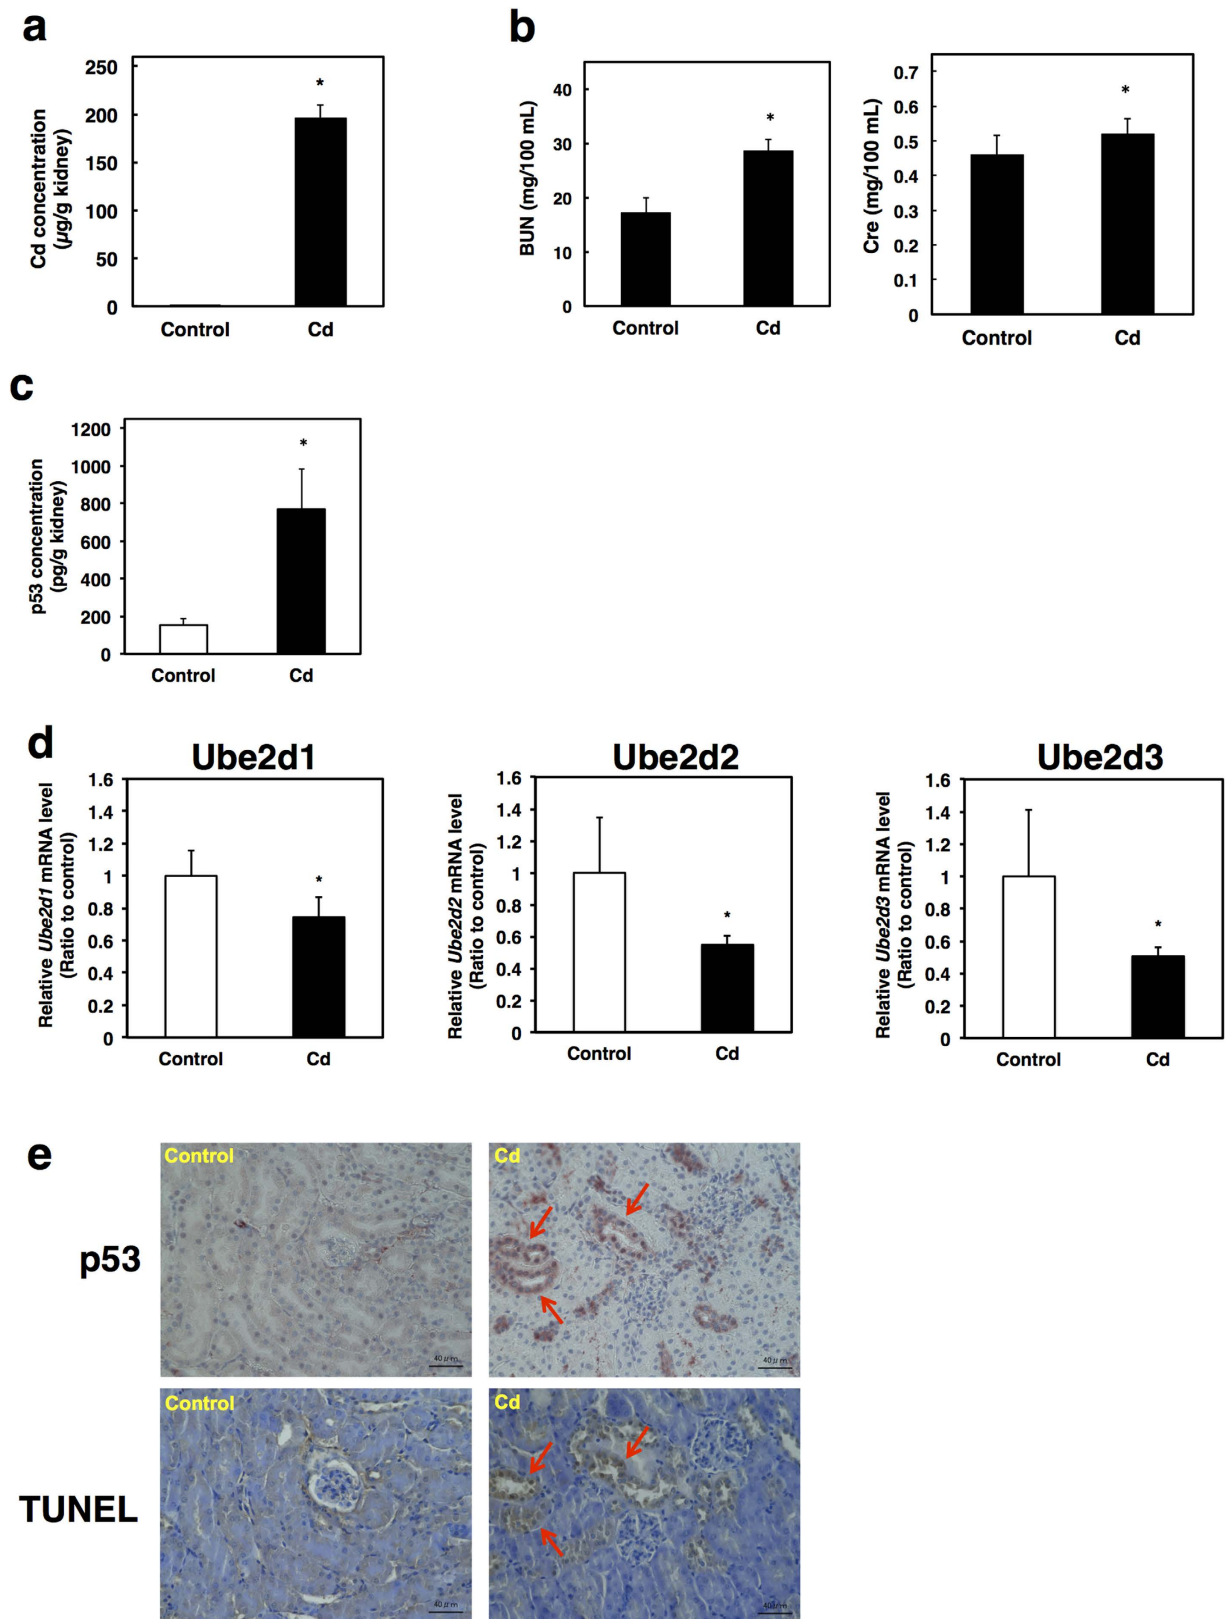 a
250
200
150
100
50
0
Cd concentration
(µg/g kidney)
*
Control
Cd
b
40
30
20
10
0
BUN (mg/100 mL)
*
Control
Cd
0.7
0.6
0.5
0.4
0.3
0.2
0.1
0
Cre (mg/100 mL)
*
Control
Cd
c
1200
1000
800
600
400
200
0
p53 concentration
(pg/g kidney)
*
Control
Cd
d
Ube2d1
1.6
1.4
1.2
1
0.8
0.6
0.4
0.2
0
Relative Ube2d1 mRNA level
(Ratio to control)
*
Control
Cd
Ube2d2
1.6
1.4
1.2
1
0.8
0.6
0.4
0.2
0
Relative Ube2d2 mRNA level
(Ratio to control)
*
Control
Cd
Ube2d3
1.6
1.4
1.2
1
0.8
0.6
0.4
0.2
0
Relative Ube2d3 mRNA level
(Ratio to control)
*
Control
Cd
e
p53
Control
40μm
Cd
40μm
TUNEL
Control
40μm
Cd
40μm